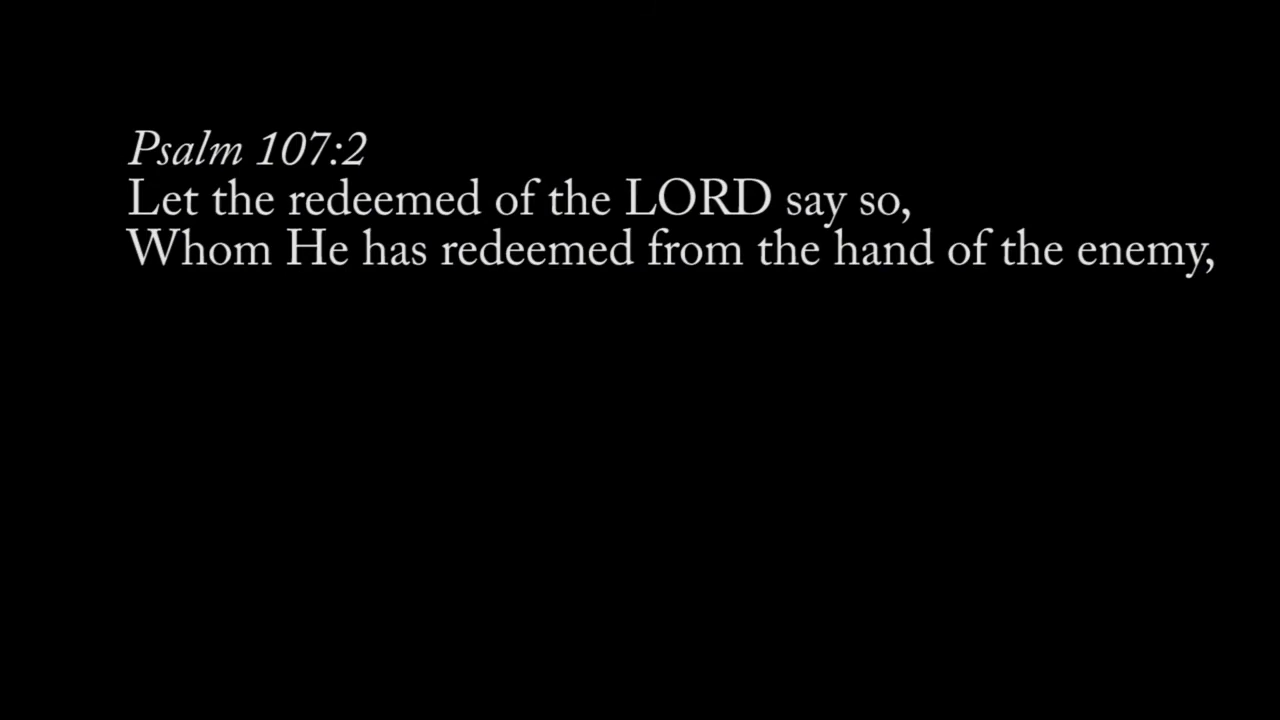 Psalm 107:2
Let the redeemed of the LORD say so,
Whom He has redeemed from the hand of the enemy,